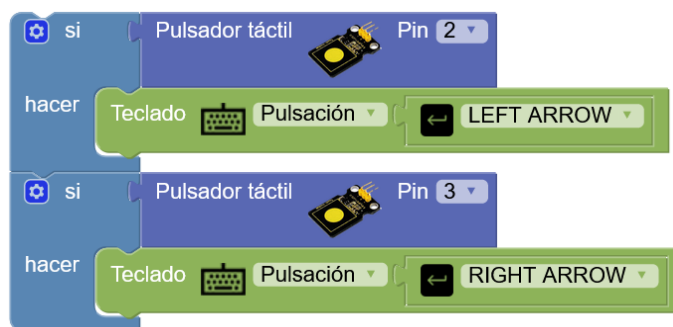 si Pulsador táctil Pin 2
hacer Teclado Pulsación LEFT ARROW
si Pulsador táctil Pin 3
hacer Teclado Pulsación RIGHT ARROW